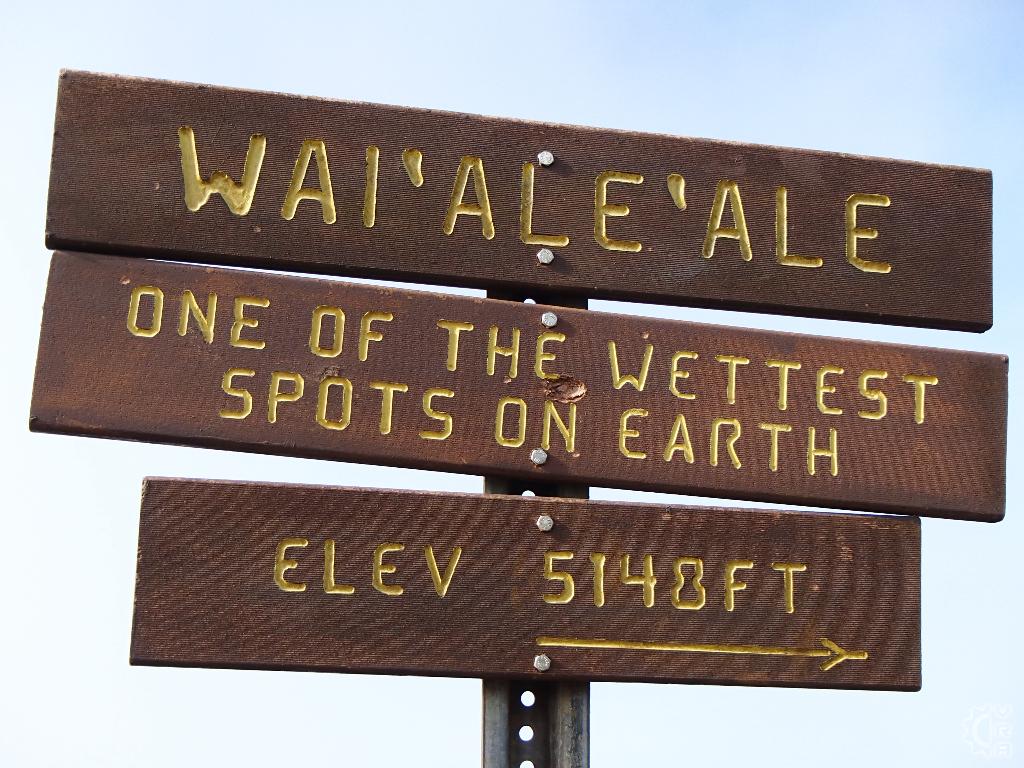 WAI'ALE'ALE
ONE OF THE WETTEST
SPOTS ON EARTH
ELEV 5148FT